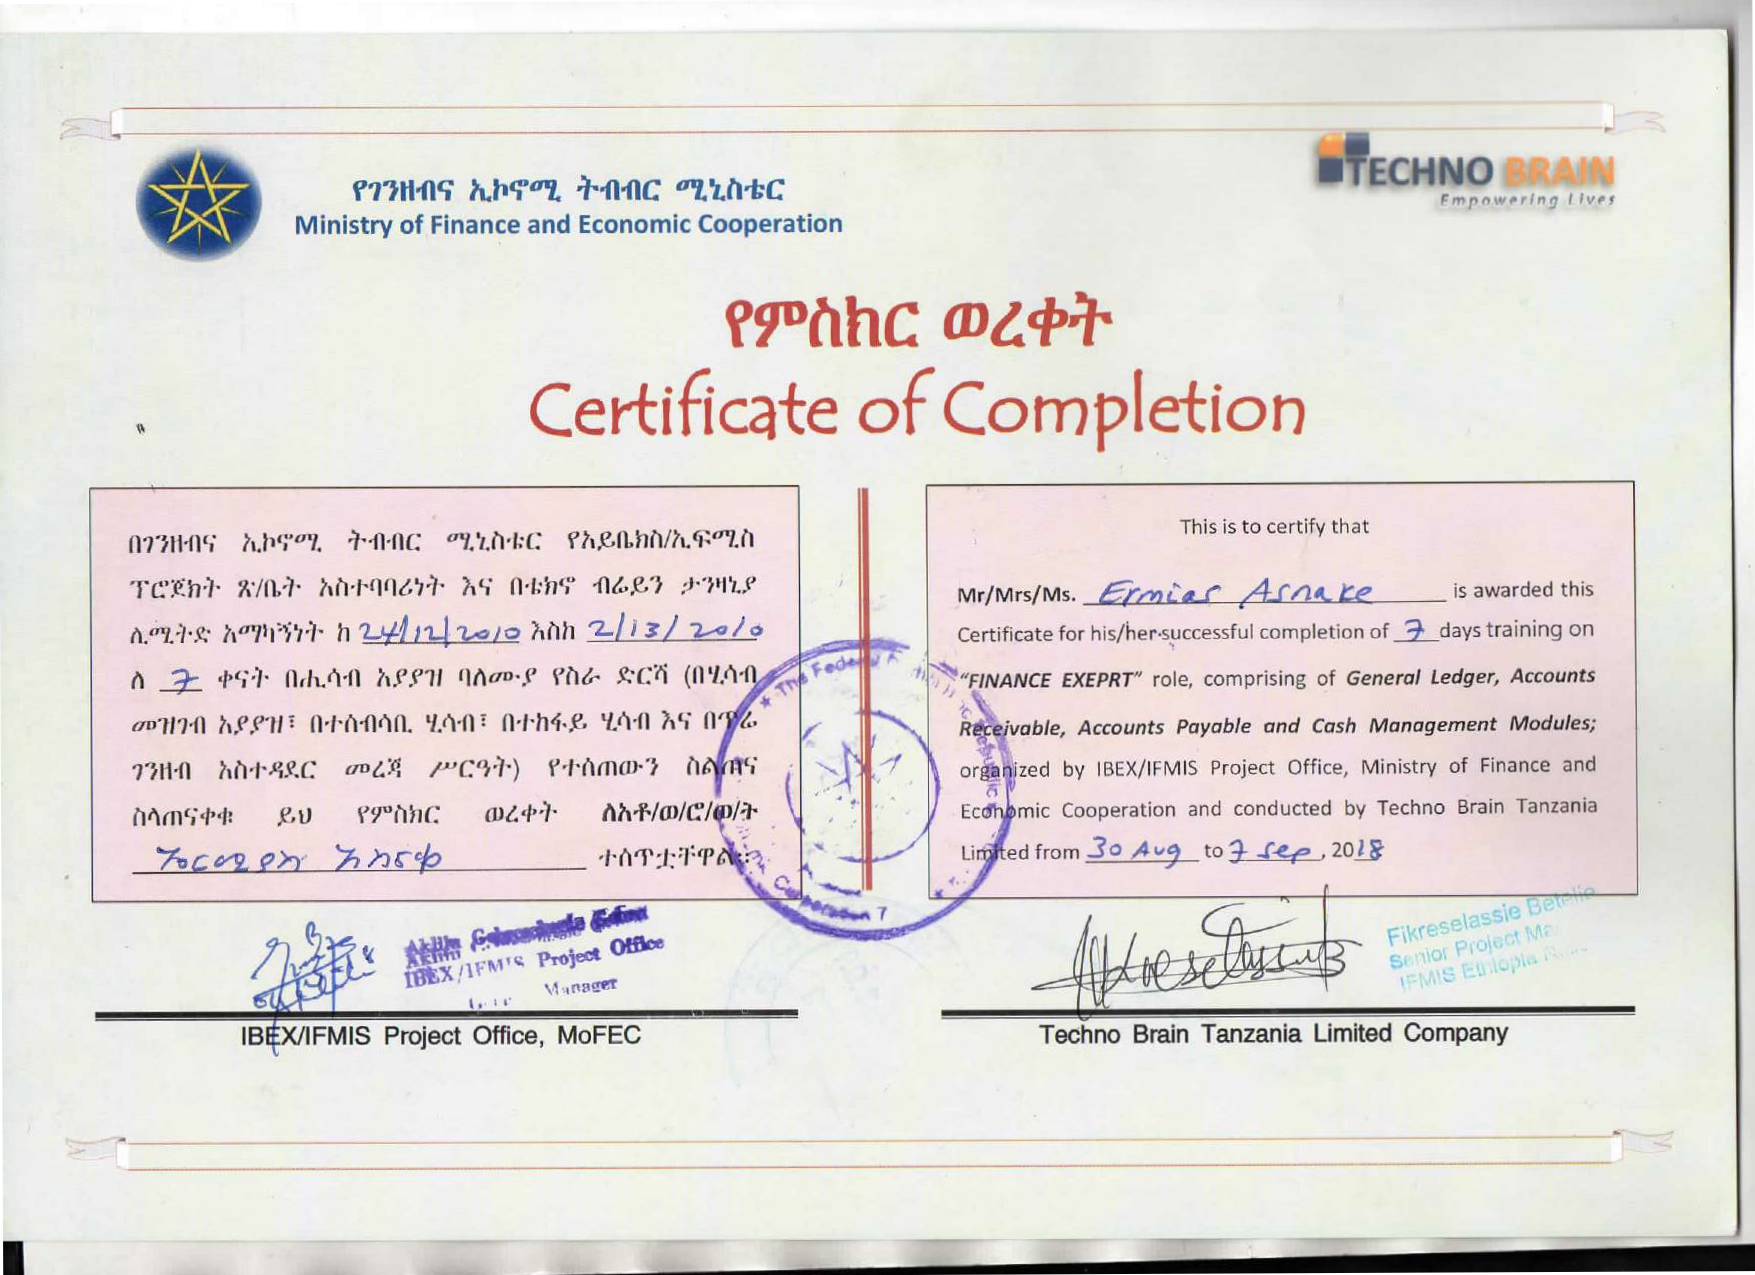 የገንዘብና ኢኮኖሚ ትብብር ሚኒስቴር
Ministry of Finance and Economic Cooperation
TECHNO BRAIN
Empowering Lives
የምስክር ወረቀት
Certificate of Completion
በገንዘብና ኢኮኖሚ ትብብር ሚኒስቴር የአይቤክስ/ኢፍሚስ
ፕሮጀክት ጽ/ቤት አስተባባሪነት እና በቴክኖ ብሬይን ታንዛኒያ
ሊሚትድ አማካኝነት ከ 24/12/2010 እስከ 2/13/2010
ለ 7 ቀናት በሒሳብ አያያዝ ባለሙያ የስራ ድርሻ (በሂሳብ
መዝገብ አያያዝ፣ በተሰብሳቢ ሂሳብ፣ በተከፋይ ሂሳብ እና በጥሬ
ገንዘብ አስተዳደር መረጃ ሥርዓት) የተሰጠውን ስልጠና
ስላጠናቀቁ ይህ የምስክር ወረቀት ለአቶ/ወ/ሮ/ወ/ት
ኤርሚያስ አስናቀ ተሰጥቷቸዋል።
This is to certify that
Mr/Mrs/Ms. Ermias Asnake is awarded this
Certificate for his/her successful completion of 7 days training on
"FINANCE EXEPRT" role, comprising of General Ledger, Accounts
Receivable, Accounts Payable and Cash Management Modules;
organized by IBEX/IFMIS Project Office, Ministry of Finance and
Economic Cooperation and conducted by Techno Brain Tanzania
Limited from 30 Aug to 7 Sep, 2018
The Federal Republic
Cooperation
Aklilu
IBEX/IFMIS Project Office
Manager
Fikreselassie
Senior Project
IFMIS Ethiopia
IBEX/IFMIS Project Office, MoFEC
Techno Brain Tanzania Limited Company